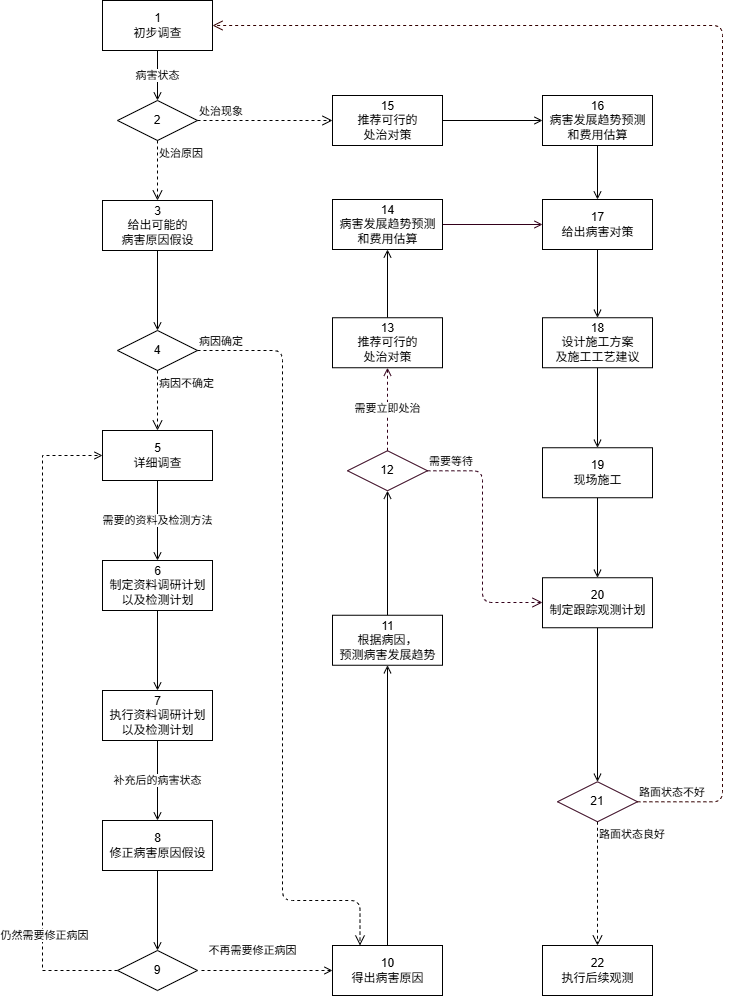 1
初步调查
病害状态
2
处治现象
处治原因
3
给出可能的
病害原因假设
4
病因确定
病因不确定
5
详细调查
需要的资料及检测方法
6
制定资料调研计划
以及检测计划
7
执行资料调研计划
以及检测计划
补充后的病害状态
8
修正病害原因假设
仍然需要修正病因
9
不再需要修正病因
10
得出病害原因
11
根据病因，
预测病害发展趋势
12
需要等待
需要立即处治
13
推荐可行的
处治对策
14
病害发展趋势预测
和费用估算
15
推荐可行的
处治对策
16
病害发展趋势预测
和费用估算
17
给出病害对策
18
设计施工方案
及施工工艺建议
19
现场施工
20
制定跟踪观测计划
21
路面状态不好
路面状态良好
22
执行后续观测